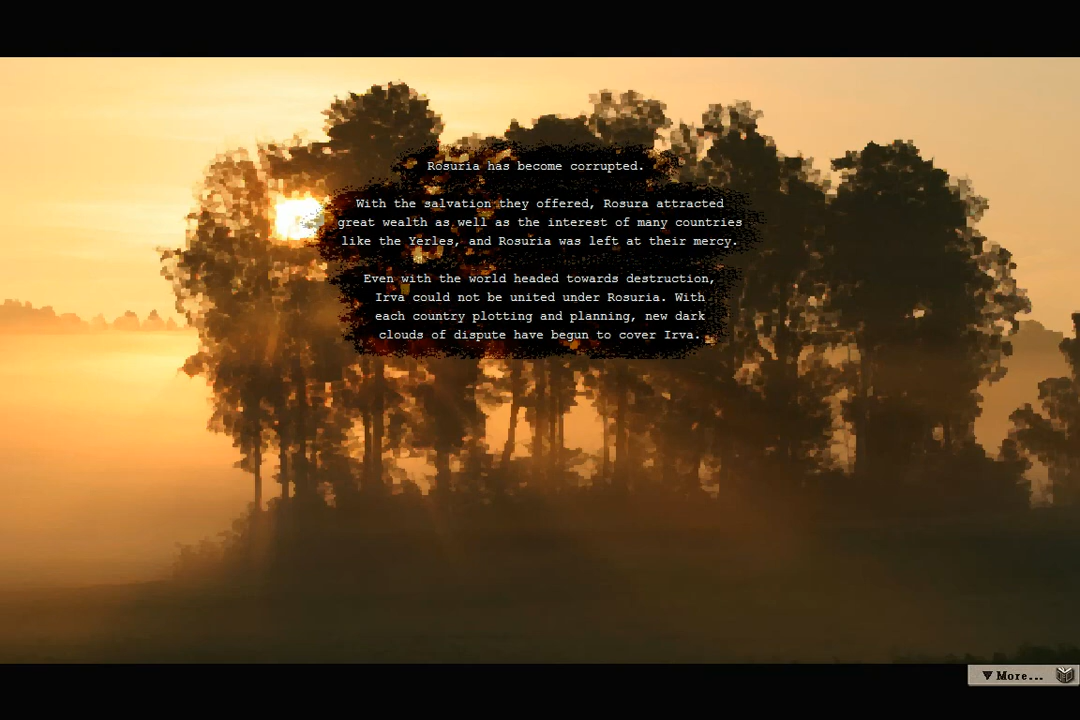 Rosuria has become corrupted.
With the salvation they offered, Rosura attracted
great wealth as well as the interest of many countries
like the Yerles, and Rosuria was left at their mercy.
Even with the world headed towards destruction,
Irva could not be united under Rosuria. With
each country plotting and planning, new dark
clouds of dispute have begun to cover Irva.
▼ More...